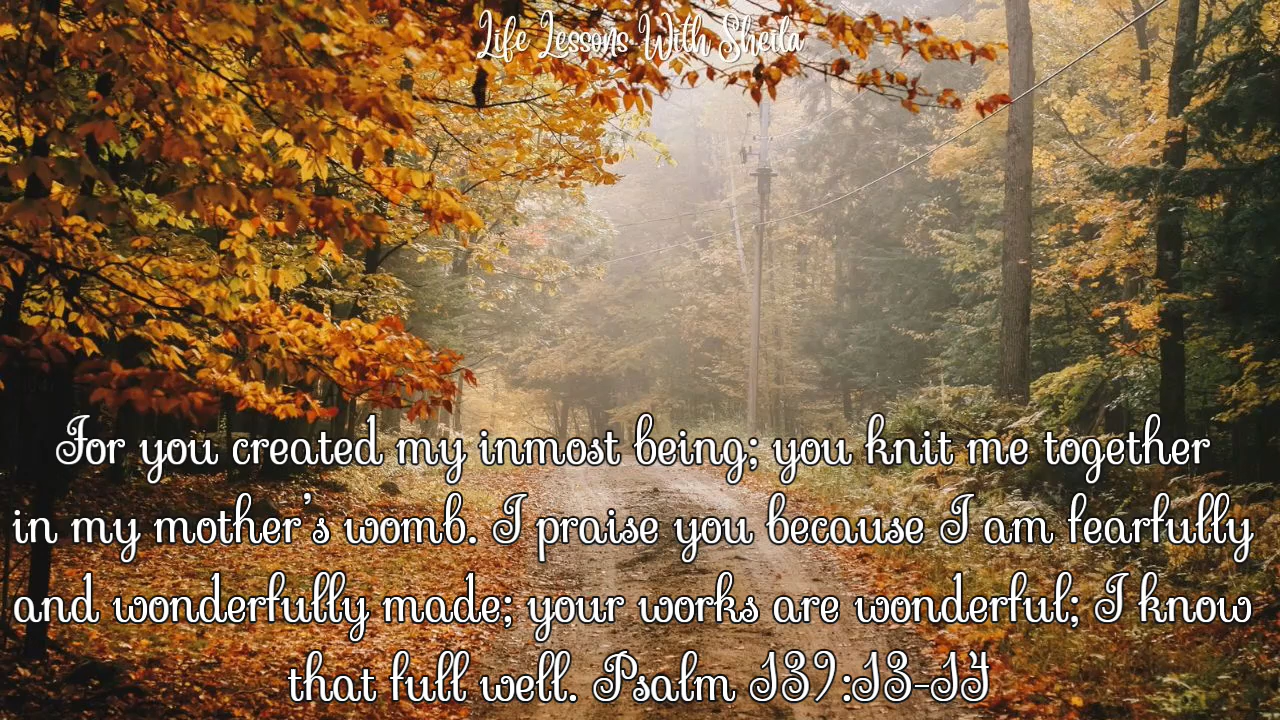 Life Lessons With Sheila
For you created my inmost being; you knit me together
in my mother's womb. I praise you because I am fearfully
and wonderfully made; your works are wonderful; I know
that full well. Psalm 139:13-14